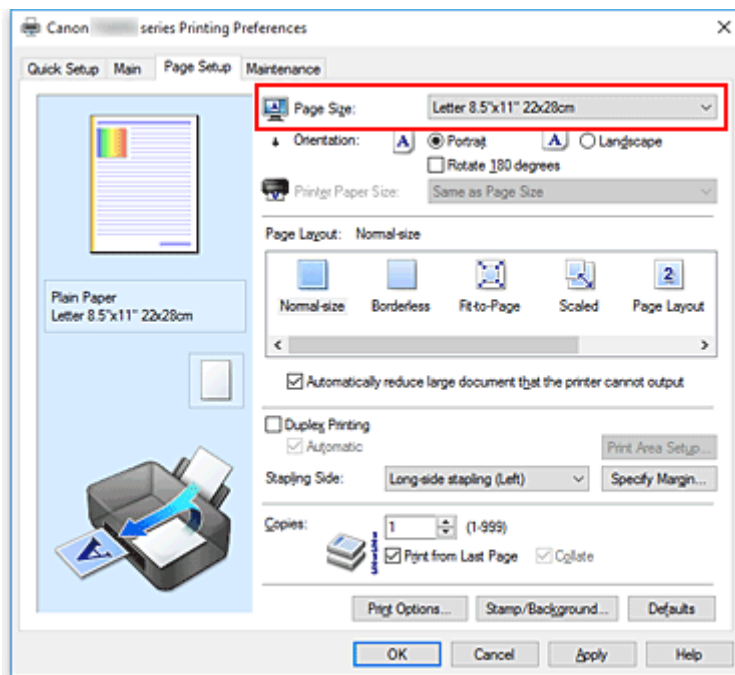 Canon series Printing Preferences
Quick Setup Main Page Setup Maintenance
Page Size: Letter 8.5"x11" 22x28cm
Orientation: A Portrait A Landscape
Rotate 180 degrees
Printer Paper Size: Same as Page Size
Page Layout: Normal-size
2
Normal-size Borderless Fit-to-Page Scaled Page Layout
Plain Paper
Letter 8.5"x11" 22x28cm
Automatically reduce large document that the printer cannot output
Duplex Printing
Automatic Print Area Setup...
Stapling Side: Long-side stapling (Left) Specify Margin...
Copies: 1 (1-999)
Print from Last Page Collate
A
Print Options... Stamp/Background... Defaults
OK Cancel Apply Help